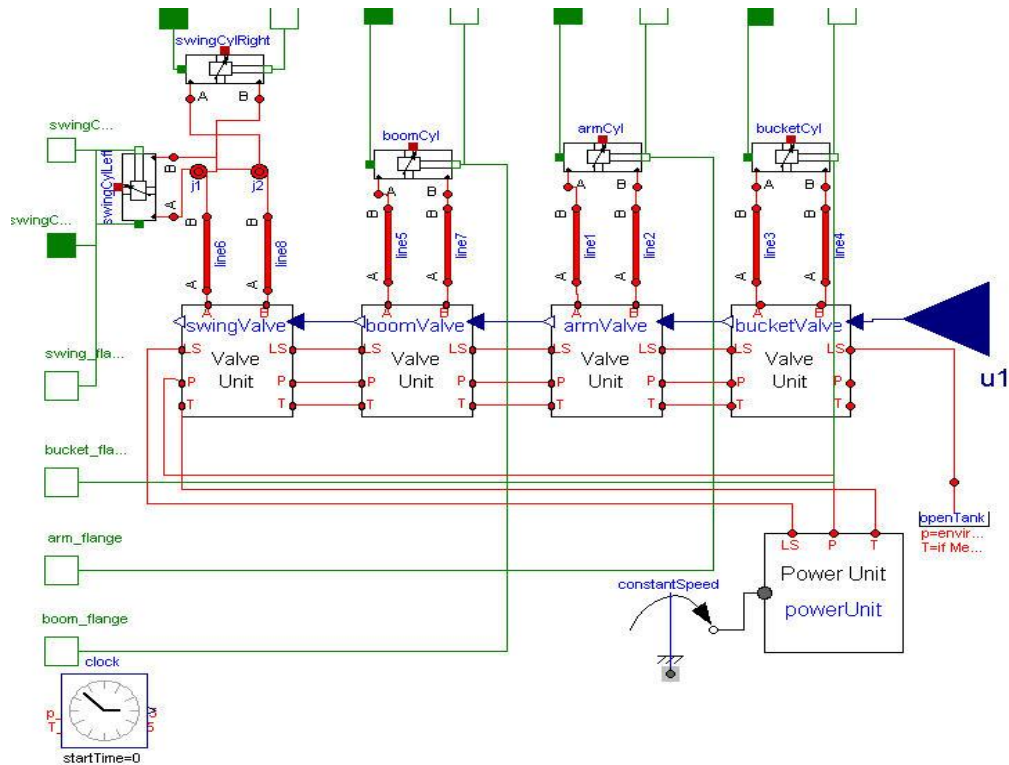 swingCylRight
A B
swingC...
boomCyl
armCyl
bucketCyl
swingCylLeft
B
A
j1 j2
A B
A B
A B
swingC...
B B
B B
B B
B B
line6 line8
line5 line7
line1 line2
line3 line4
A A
A A
A A
A A
A B
A B
A B
A B
swingValve
boomValve
armValve
bucketValve
LS LS
LS LS
LS LS
LS LS
Valve
Unit
Valve
Unit
Valve
Unit
Valve
Unit
P
P P
P P
P P
T T
T T
T T
T T
u1
swing_fla...
bucket_fla...
openTank
p=envir...
T=if Me...
arm_flange
LS P T
Power Unit
powerUnit
constantSpeed
boom_flange
clock
p
T
startTime=0